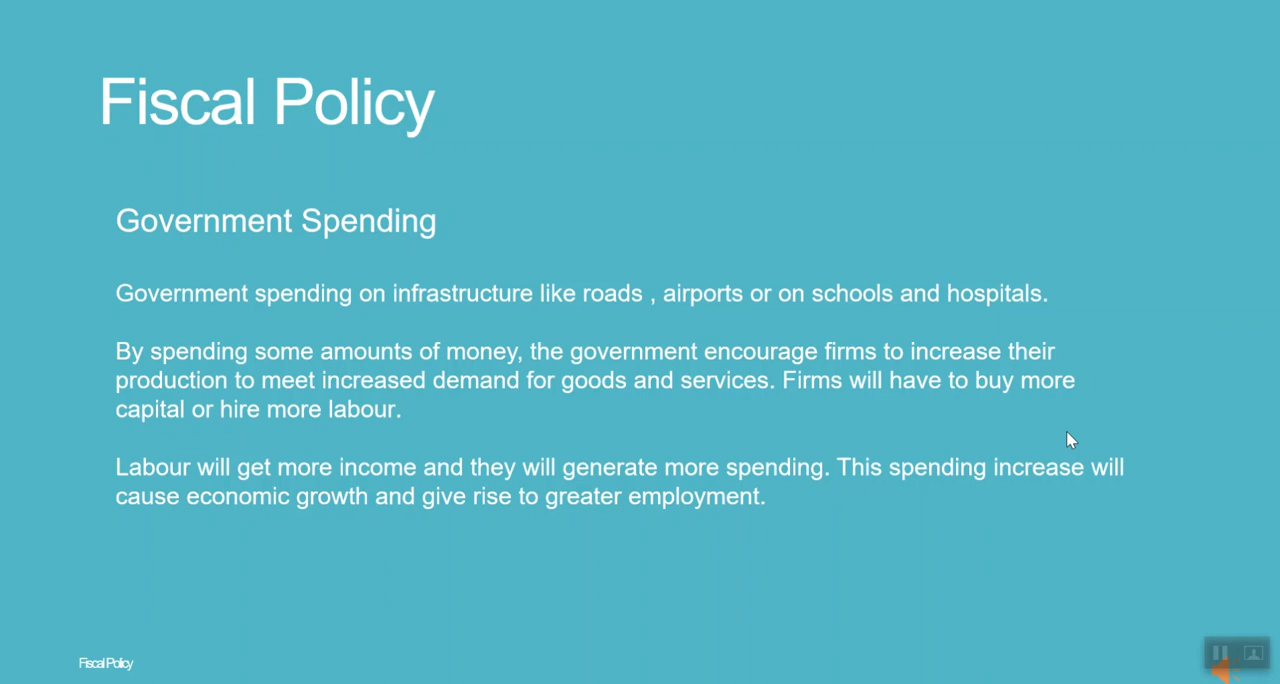 Fiscal Policy
Government Spending
Government spending on infrastructure like roads , airports or on schools and hospitals.
By spending some amounts of money, the government encourage firms to increase their
production to meet increased demand for goods and services. Firms will have to buy more
capital or hire more labour.
Labour will get more income and they will generate more spending. This spending increase will
cause economic growth and give rise to greater employment.
Fiscal Policy